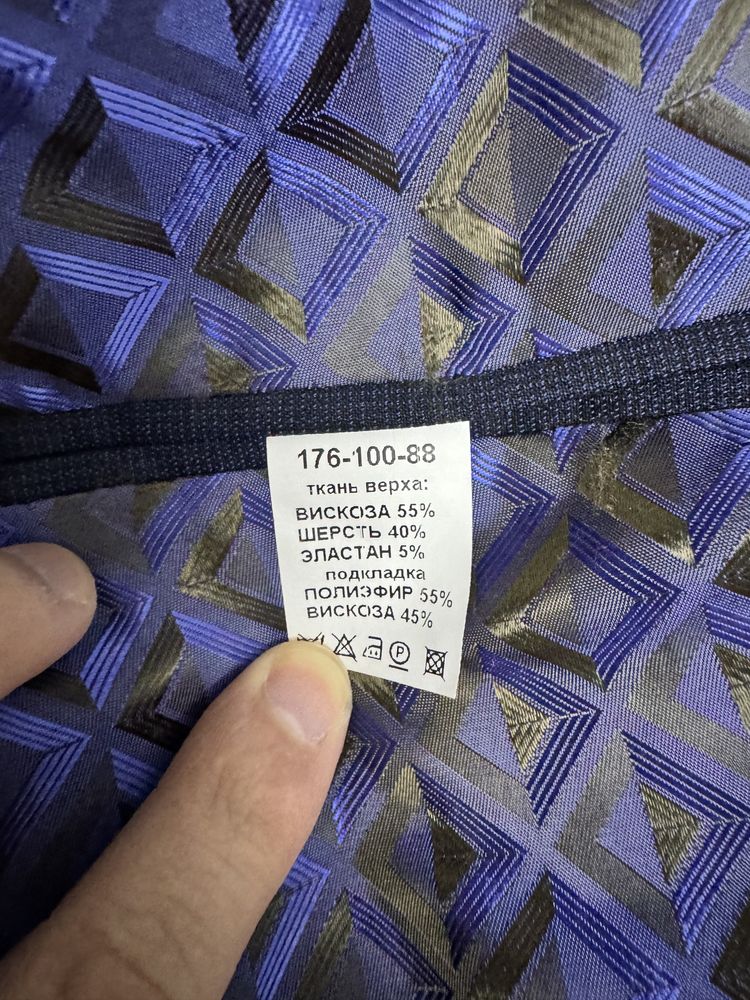 176-100-88
ткань верха:
ВИСКОЗА 55%
ШЕРСТЬ 40%
ЭЛАСТАН 5%
подкладка
ПОЛИЭФИР 55%
ВИСКОЗА 45%
P